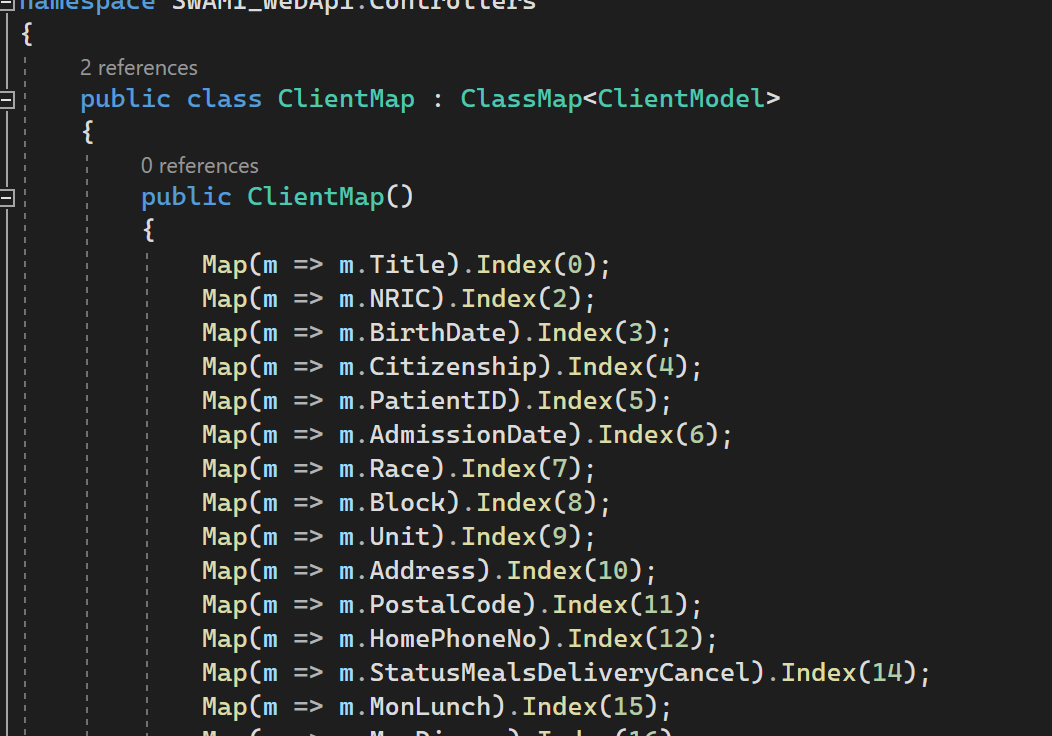 namespace SWAMi_WebApi.Controllers
{
2 references
public class ClientMap : ClassMap<ClientModel>
{
0 references
public ClientMap()
{
Map(m => m.Title).Index(0);
Map(m => m.NRIC).Index(2);
Map(m => m.BirthDate).Index(3);
Map(m => m.Citizenship).Index(4);
Map(m => m.PatientID).Index(5);
Map(m => m.AdmissionDate).Index(6);
Map(m => m.Race).Index(7);
Map(m => m.Block).Index(8);
Map(m => m.Unit).Index(9);
Map(m => m.Address).Index(10);
Map(m => m.PostalCode).Index(11);
Map(m => m.HomePhoneNo).Index(12);
Map(m => m.StatusMealsDeliveryCancel).Index(14);
Map(m => m.MonLunch).Index(15);